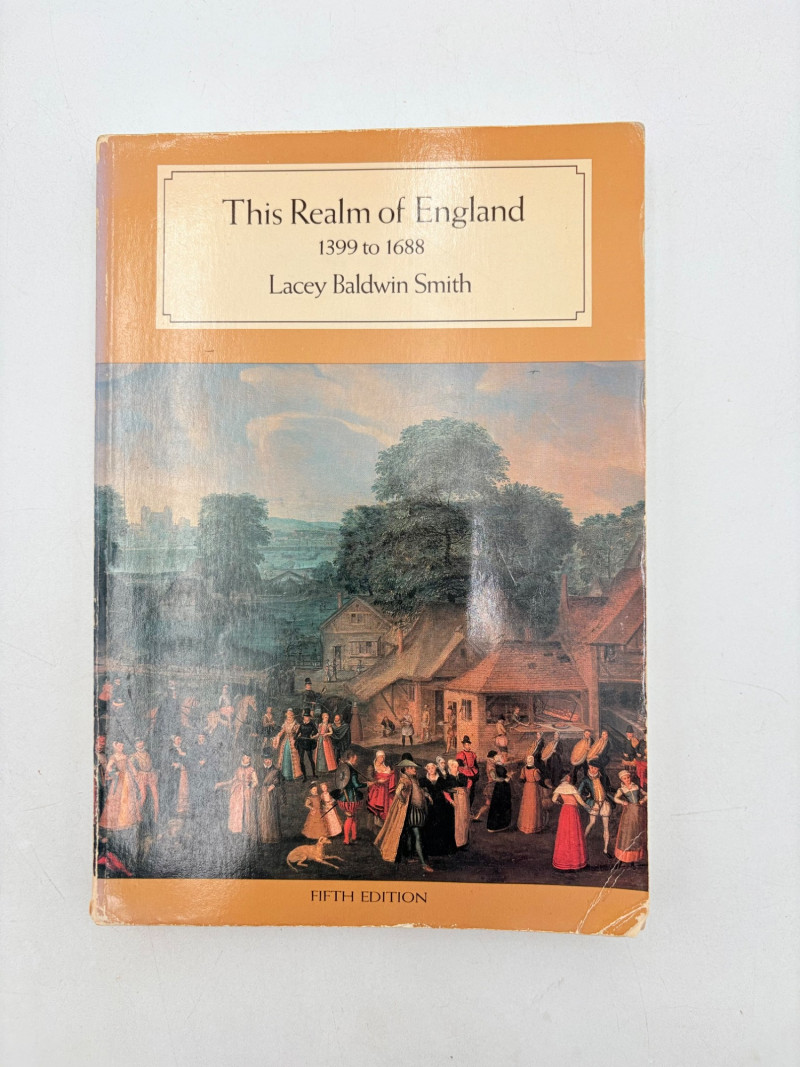 This Realm of England
1399 to 1688
Lacey Baldwin Smith
FIFTH EDITION